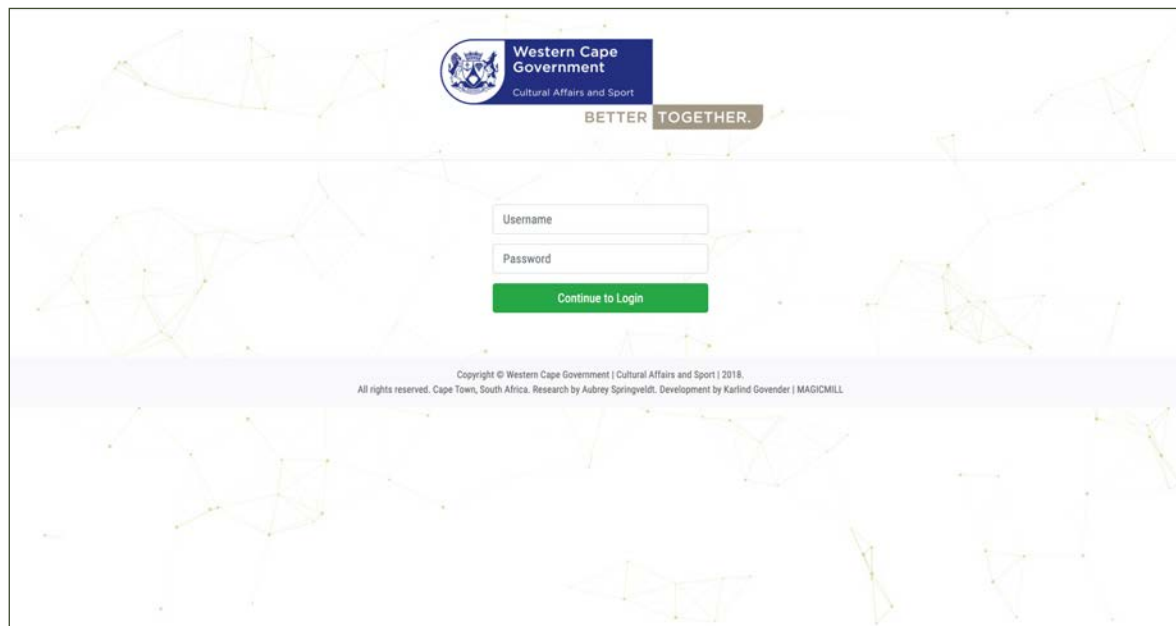 Western Cape
Government
Cultural Affairs and Sport
BETTER TOGETHER.
Username
Password
Continue to Login
Copyright © Western Cape Government | Cultural Affairs and Sport | 2018.
All rights reserved. Cape Town, South Africa. Research by Aubrey Springveldt. Development by Karlind Govender | MAGICMILL